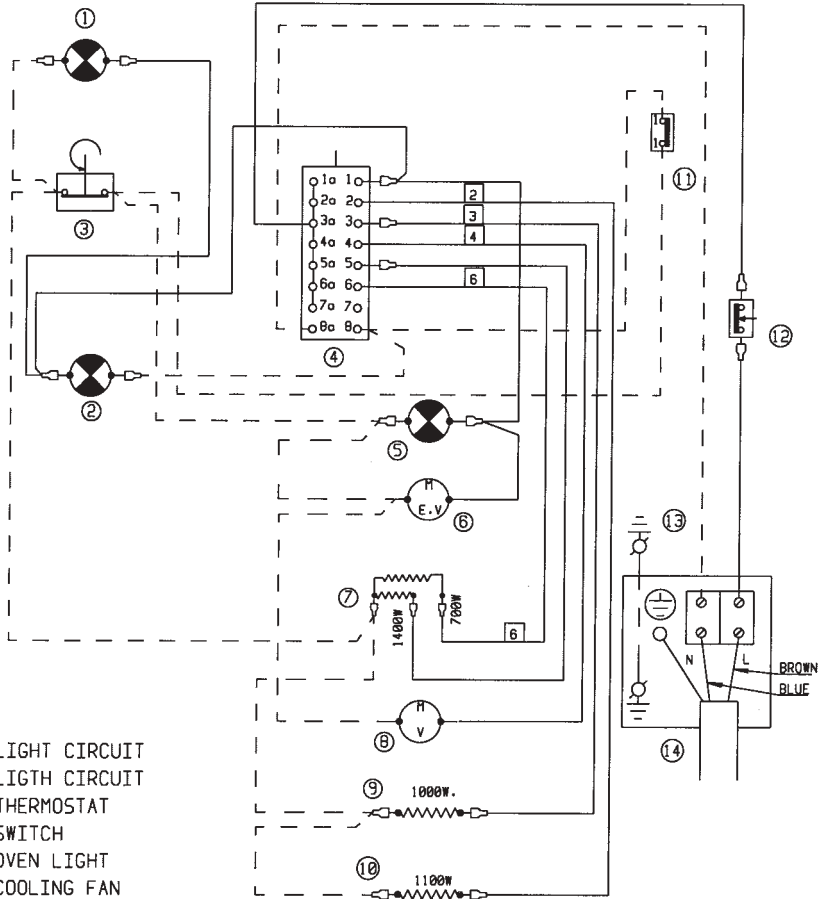 1
1
1
11
3
1a 1
2a 2
3a 3
4a 4
5a 5
6a 6
7a 7
8a 8
2
3
4
6
4
12
2
5
M
E.V
6
13
7
1400W
700W
6
N
L
BROWN
BLUE
M
V
8
14
9
1000W.
10
1100W
LIGHT CIRCUIT
LIGTH CIRCUIT
THERMOSTAT
SWITCH
OVEN LIGHT
COOLING FAN